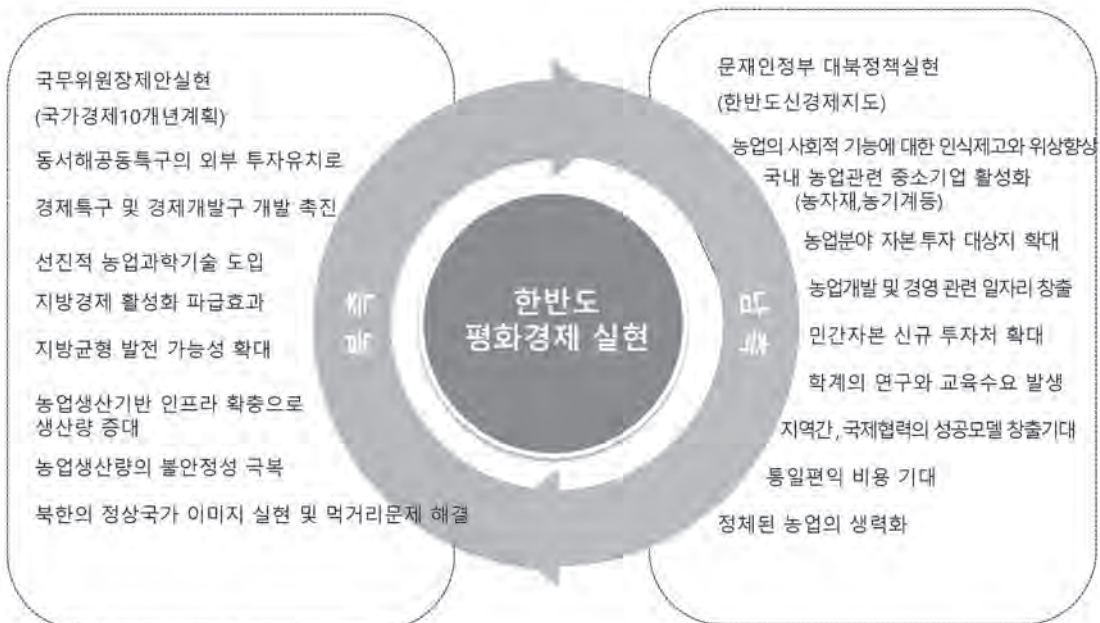 국무위원장제안실현
(국가경제10개년계획)
동서해공동특구의 외부 투자유치로
경제특구 및 경제개발구 개발 촉진
선진적 농업과학기술 도입
지방경제 활성화 파급효과
지방균형 발전 가능성 확대
농업생산기반 인프라 확충으로
생산량 증대
농업생산량의 불안정성 극복
북한의 정상국가 이미지 실현 및 먹거리문제 해결
북측
한반도
평화경제 실현
남측
문재인정부 대북정책실현
(한반도신경제지도)
농업의 사회적 기능에 대한 인식제고와 위상향상
국내 농업관련 중소기업 활성화
(농자재,농기계등)
농업분야 자본 투자 대상지 확대
농업개발 및 경영 관련 일자리 창출
민간자본 신규 투자처 확대
학계의 연구와 교육수요 발생
지역간,국제협력의 성공모델 창출기대
통일편익 비용 기대
정체된 농업의 생력화